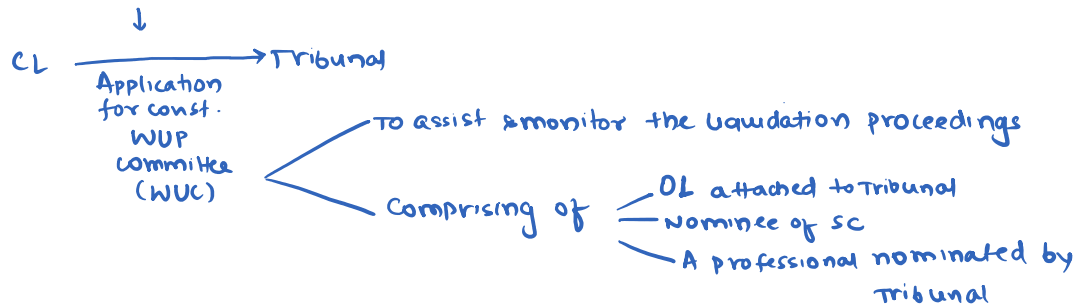 CL → Tribunal
Application
for const.
WUP
committee
(WUC)
To assist & monitor the liquidation proceedings
Comprising of
OL attached to Tribunal
Nominee of SC
A professional nominated by
Tribunal